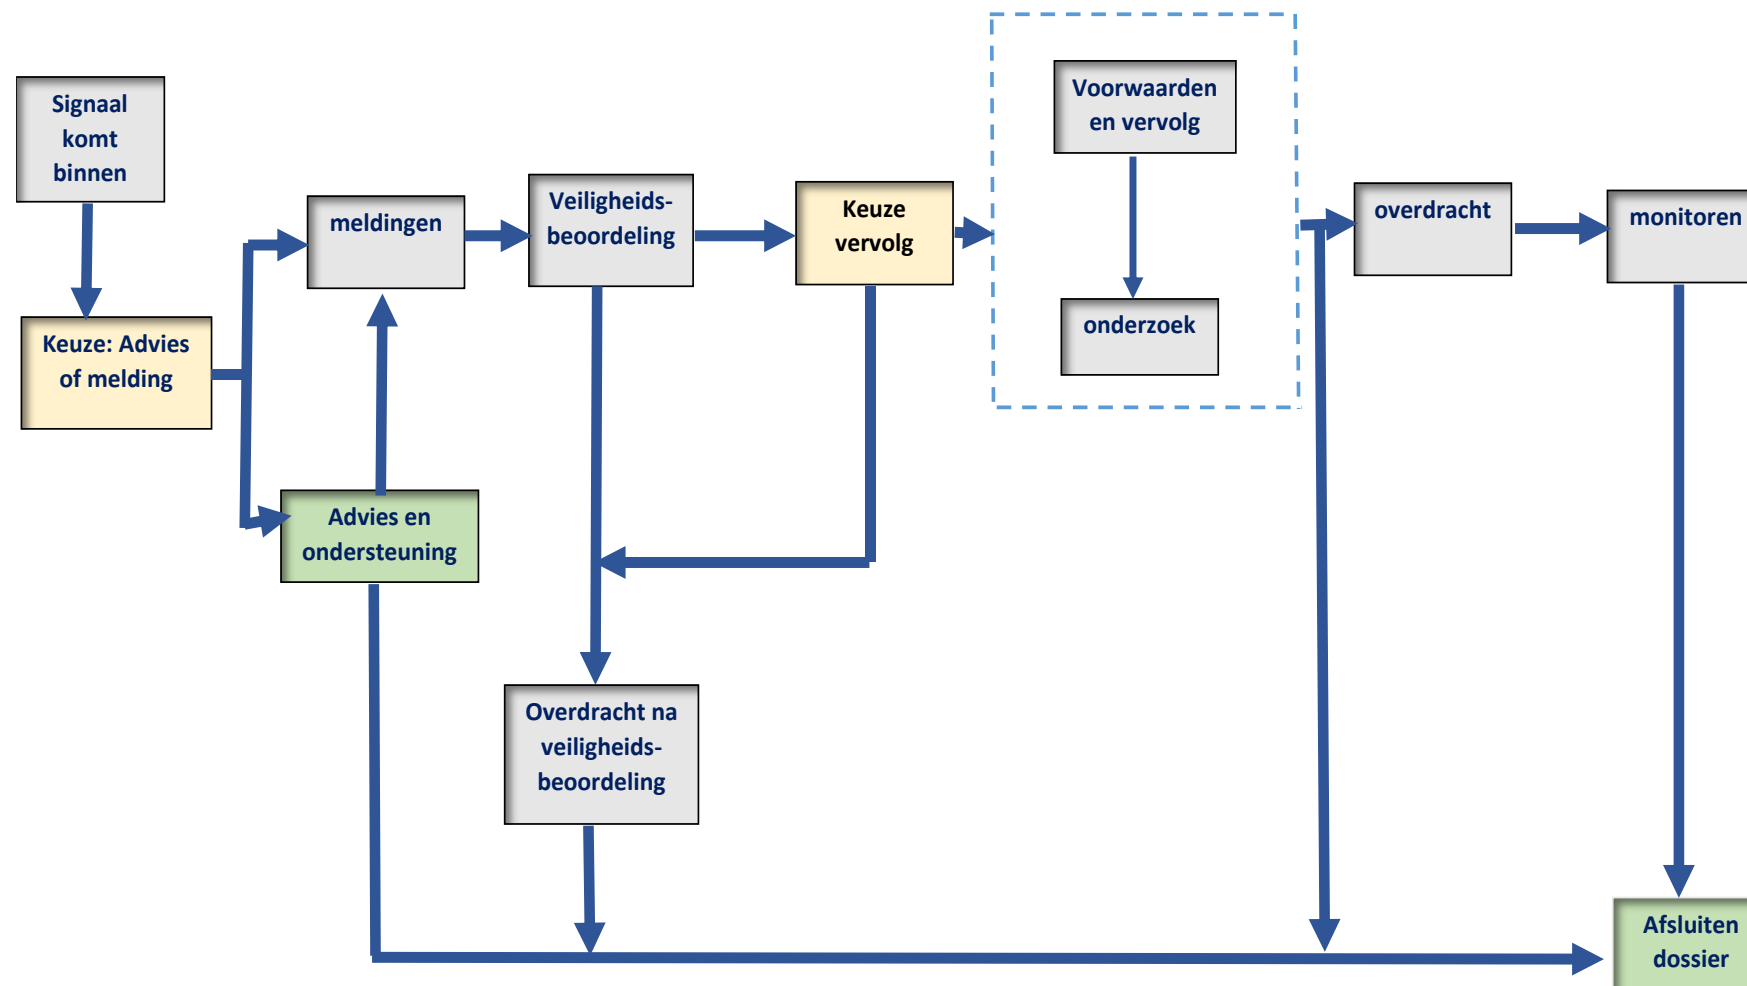 Signaal
komt
binnen
Keuze: Advies
of melding
meldingen
Advies en
ondersteuning
Veiligheids-
beoordeling
Overdracht na
veiligheids-
beoordeling
Keuze
vervolg
Voorwaarden
en vervolg
onderzoek
overdracht
monitoren
Afsluiten
dossier